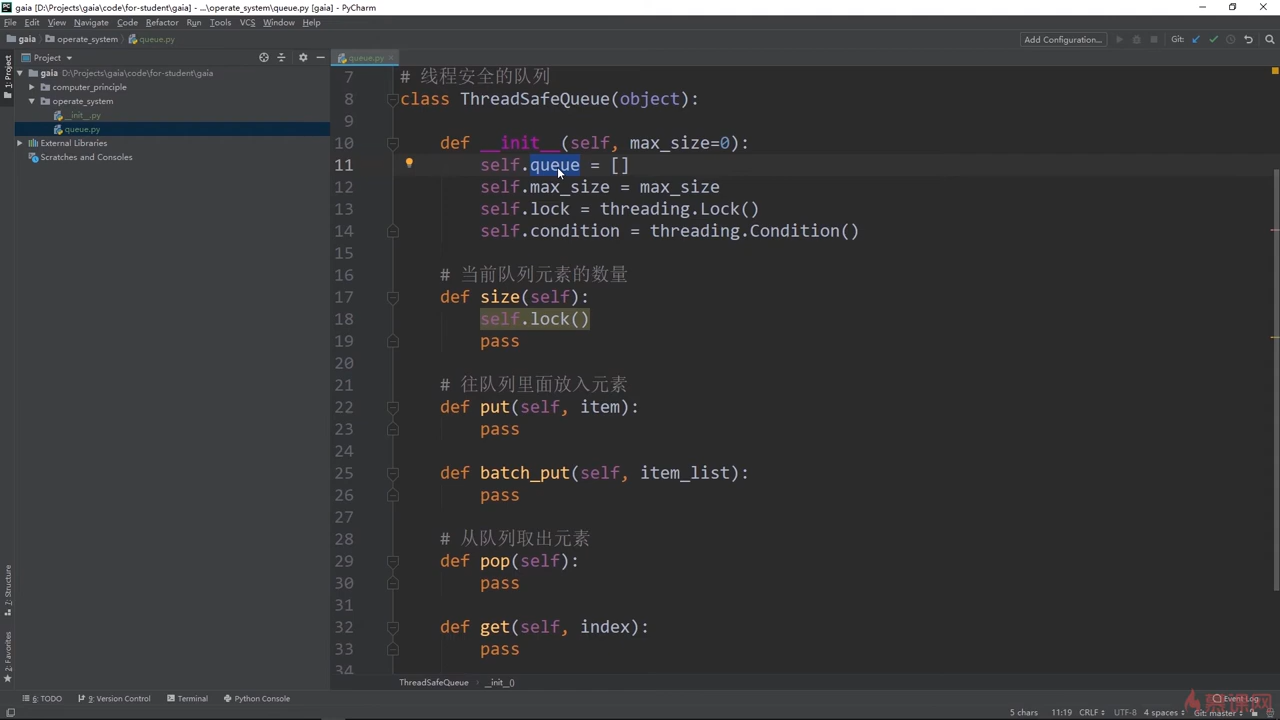 gaia [D:\Projects\gaia\code\for-student\gaia] - ...\operate_system\queue.py [gaia] - PyCharm
File Edit View Navigate Code Refactor Run Tools VCS Window Help
gaia operate_system queue.py
Add Configuration... Git:
Project
queue.py
1: Project
gaia D:\Projects\gaia\code\for-student\gaia
computer_principle
operate_system
__init__.py
queue.py
External Libraries
Scratches and Consoles
7 # 线程安全的队列
8 class ThreadSafeQueue(object):
9
10 def __init__(self, max_size=0):
11 self.queue = []
12 self.max_size = max_size
13 self.lock = threading.Lock()
14 self.condition = threading.Condition()
15
16 # 当前队列元素的数量
17 def size(self):
18 self.lock()
19 pass
20
21 # 往队列里面放入元素
22 def put(self, item):
23 pass
24
25 def batch_put(self, item_list):
26 pass
27
28 # 从队列取出元素
29 def pop(self):
30 pass
31
32 def get(self, index):
33 pass
34
7: Structure
2: Favorites
ThreadSafeQueue __init__()
6: TODO 9: Version Control Terminal Python Console Event Log
慕课网
5 chars 11:19 CRLF UTF-8 4 spaces Git: master